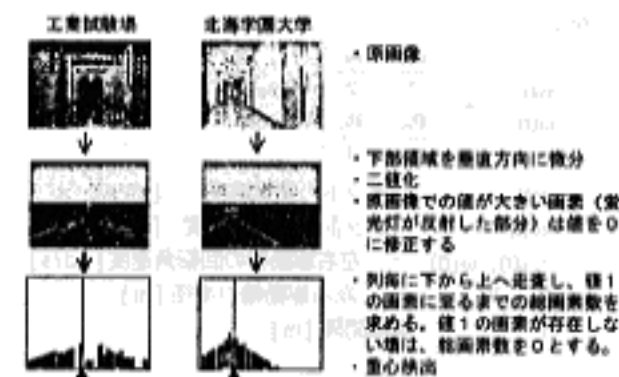 工業試験場
北海学園大学
・原画像
・下部領域を垂直方向に微分
・二値化
・原画像での値が大きい画素（蛍
光灯が反射した部分）は値を０
に修正する
・列毎に下から上へ走査し、値１
の画素に至るまでの総画素数を
求める。値１の画素が存在しな
い場は、総画素数を０とする。
・重心検出